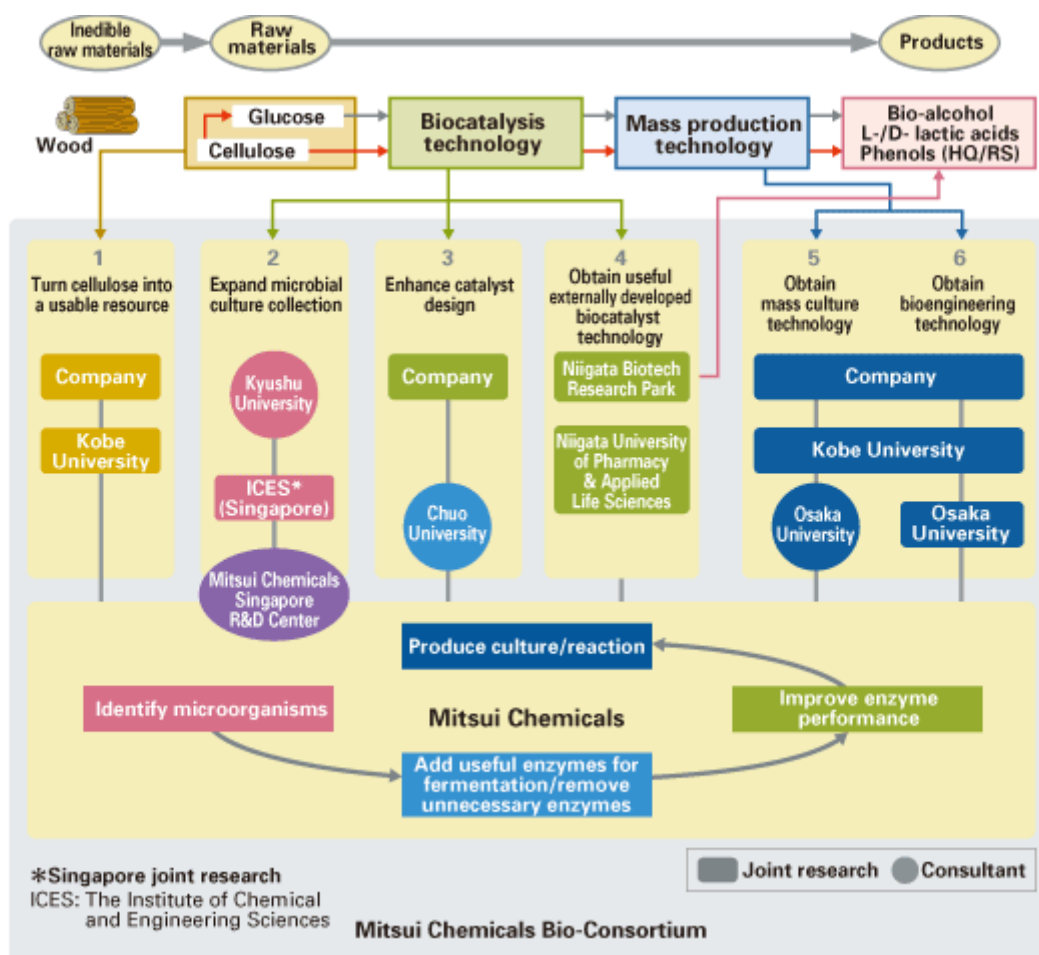 Inedible
raw materials
Raw
materials
Products
Wood
Glucose
Cellulose
Biocatalysis
technology
Mass production
technology
Bio-alcohol
L-/D- lactic acids
Phenols (HQ/RS)
1
Turn cellulose into
a usable resource
Company
Kobe
University
2
Expand microbial
culture collection
Kyushu
University
ICES*
(Singapore)
Mitsui Chemicals
Singapore
R&D Center
3
Enhance catalyst
design
Company
Chuo
University
4
Obtain useful
externally developed
biocatalyst
technology
Niigata Biotech
Research Park
Niigata University
of Pharmacy
& Applied
Life Sciences
5
Obtain
mass culture
technology
6
Obtain
bioengineering
technology
Company
Kobe University
Osaka
University
Osaka
University
Produce culture/reaction
Identify microorganisms
Mitsui Chemicals
Improve enzyme
performance
Add useful enzymes for
fermentation/remove
unnecessary enzymes
*Singapore joint research
ICES: The Institute of Chemical
and Engineering Sciences
Joint research
Consultant
Mitsui Chemicals Bio-Consortium